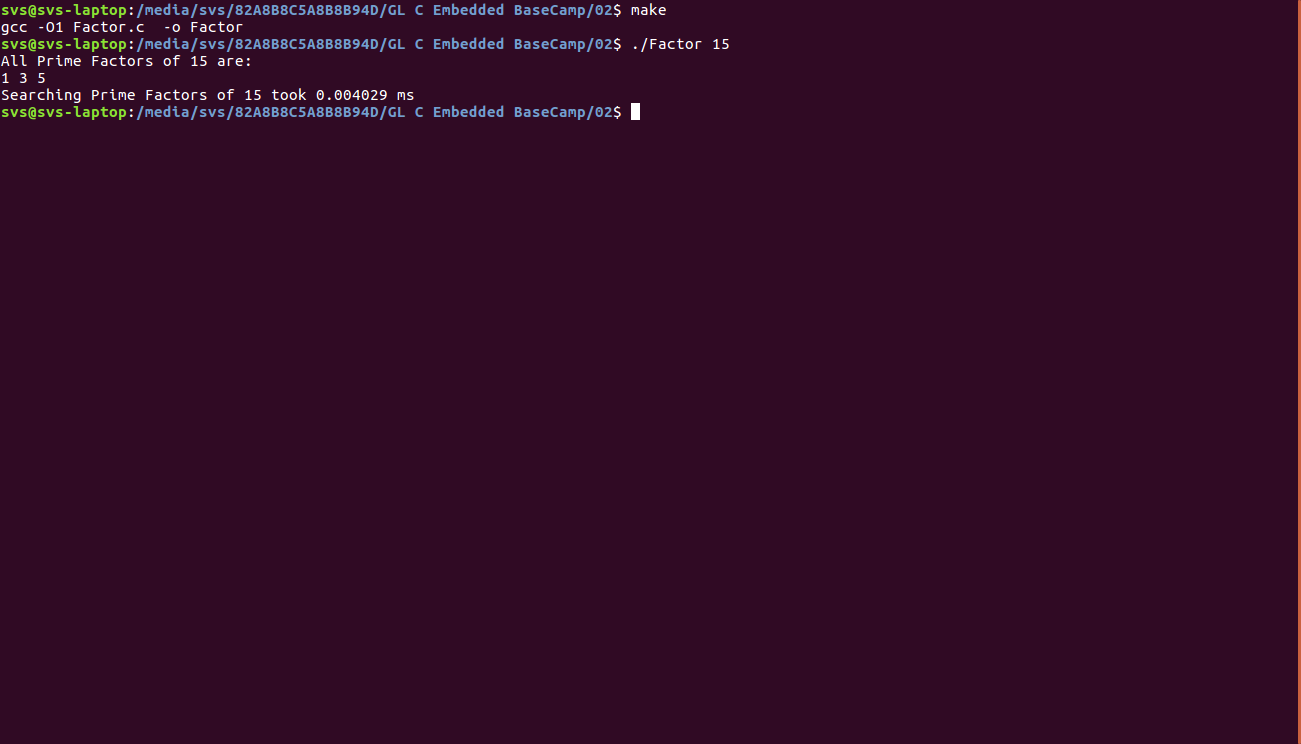 svs@svs-laptop:/media/svs/82A8B8C5A8B8B94D/GL C Embedded BaseCamp/02$ make
gcc -O1 Factor.c  -o Factor
svs@svs-laptop:/media/svs/82A8B8C5A8B8B94D/GL C Embedded BaseCamp/02$ ./Factor 15
All Prime Factors of 15 are:
1 3 5
Searching Prime Factors of 15 took 0.004029 ms
svs@svs-laptop:/media/svs/82A8B8C5A8B8B94D/GL C Embedded BaseCamp/02$